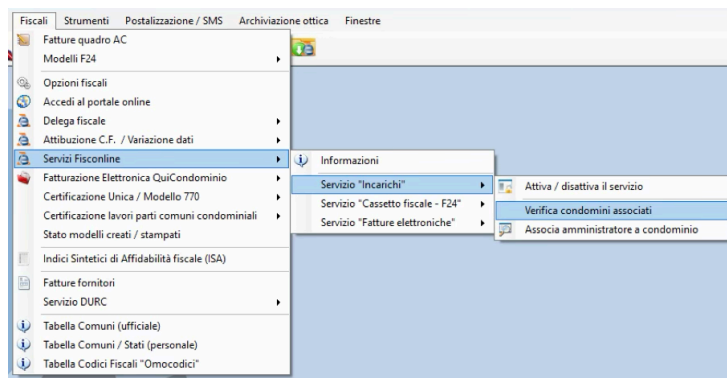 Fiscali Strumenti Postalizzazione / SMS Archiviazione ottica Finestre
Fatture quadro AC
Modelli F24
Opzioni fiscali
Accedi al portale online
Delega fiscale
Attibuzione C.F. / Variazione dati
Servizi Fisconline
Fatturazione Elettronica QuiCondominio
Certificazione Unica / Modello 770
Certificazione lavori parti comuni condominiali
Stato modelli creati / stampati
Indici Sintetici di Affidabilità fiscale (ISA)
Fatture fornitori
Servizio DURC
Tabella Comuni (ufficiale)
Tabella Comuni / Stati (personale)
Tabella Codici Fiscali "Omocodici"
Informazioni
Servizio "Incarichi"
Servizio "Cassetto fiscale - F24"
Servizio "Fatture elettroniche"
Attiva / disattiva il servizio
Verifica condomini associati
Associa amministratore a condominio